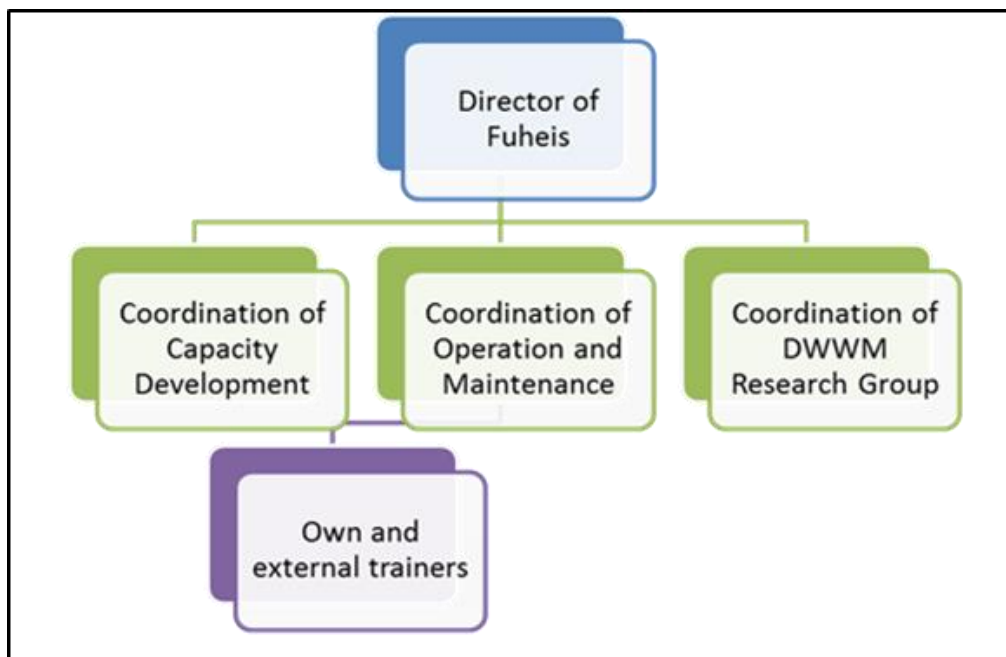 Director of
Fuheis
Coordination of
Capacity
Development
Coordination of
Operation and
Maintenance
Coordination of
DWWM
Research Group
Own and
external trainers